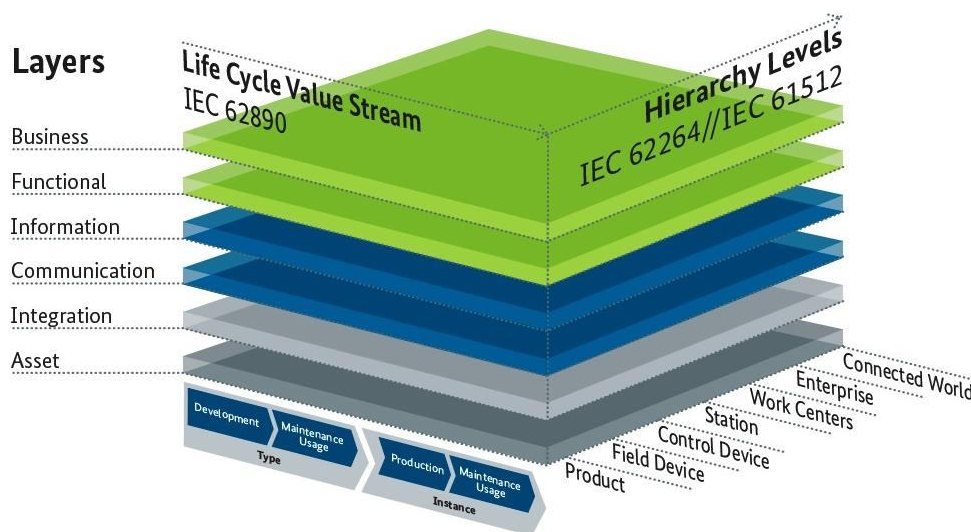 Layers
Life Cycle Value Stream
IEC 62890
Hierarchy Levels
IEC 62264//IEC 61512
Business
Functional
Information
Communication
Integration
Asset
Development
Maintenance
Usage
Type
Production
Maintenance
Usage
Instance
Product
Field Device
Control Device
Station
Work Centers
Enterprise
Connected World